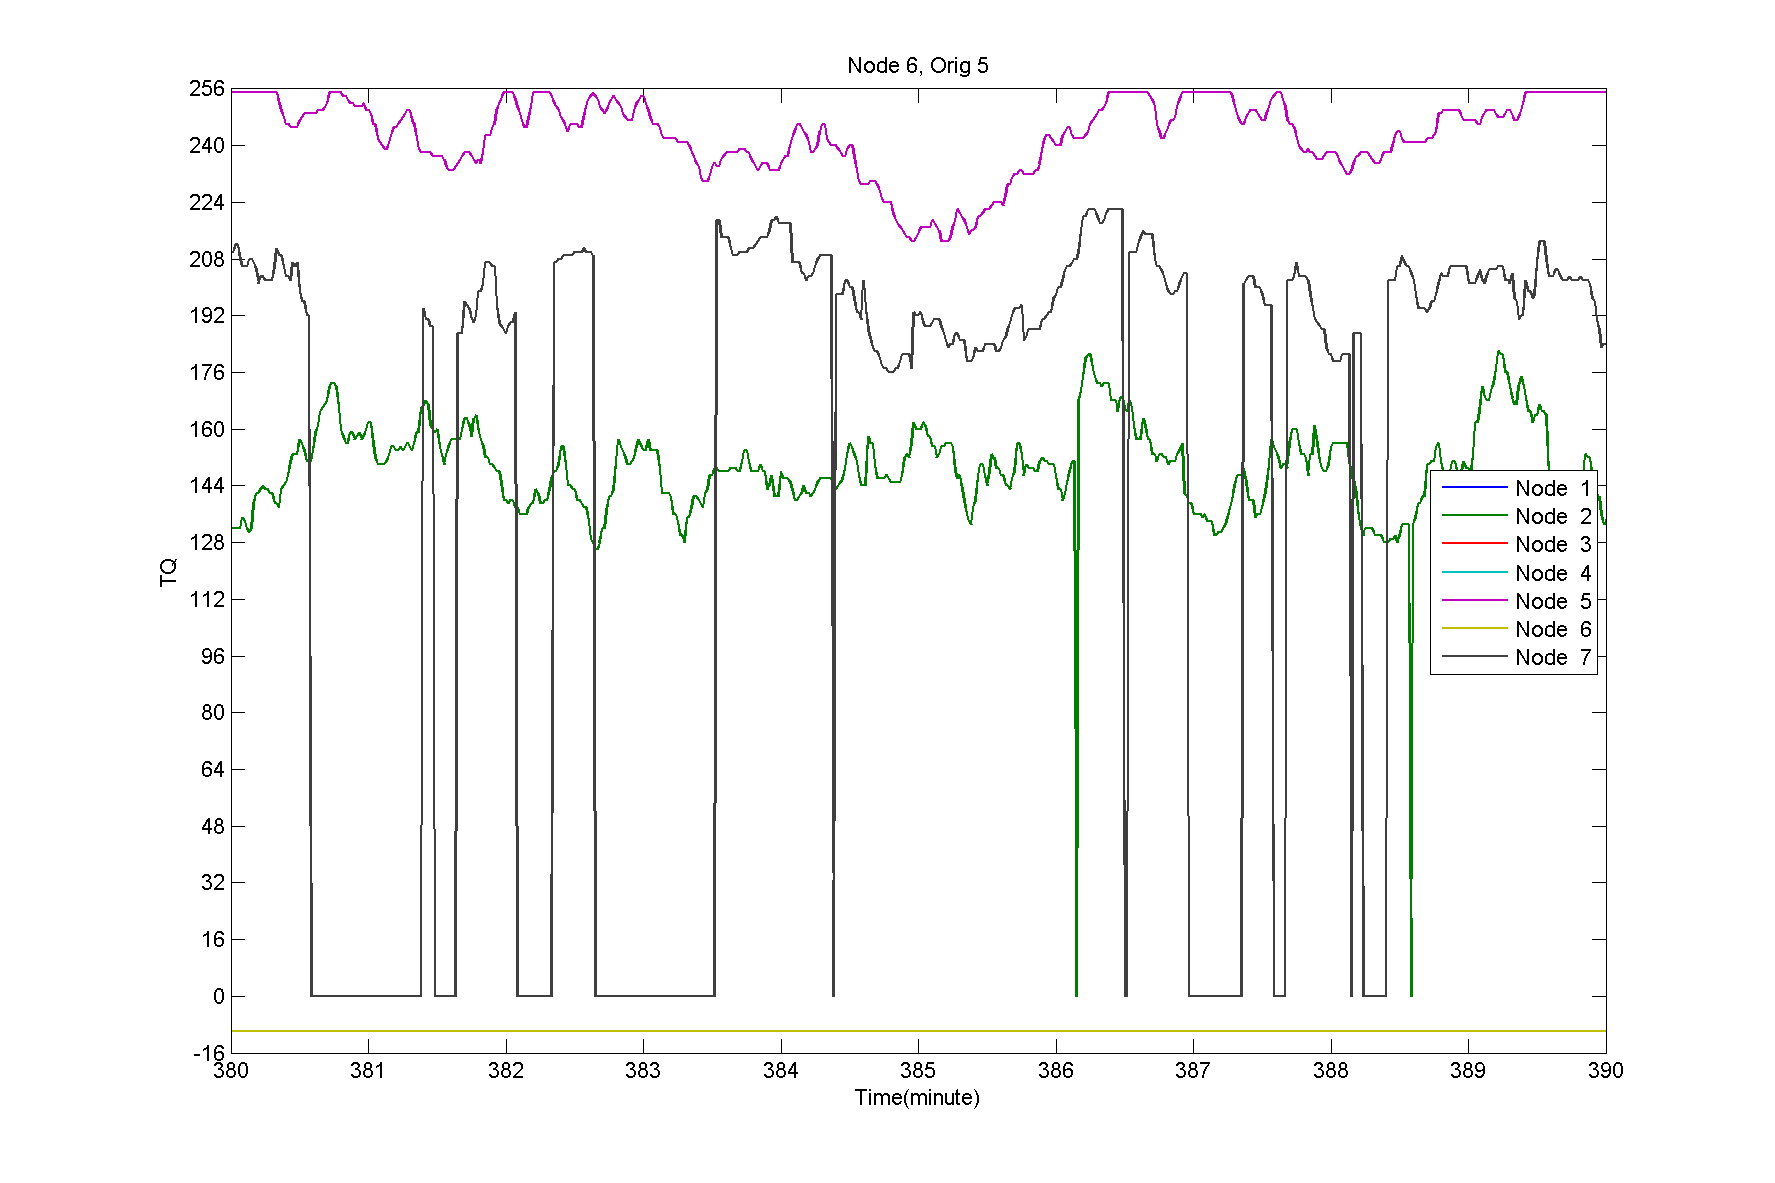 Node 6, Orig 5
256
240
224
208
192
176
160
144
128
112
96
80
64
48
32
16
0
-16
TQ
380 381 382 383 384 385 386 387 388 389 390
Time(minute)
Node 1
Node 2
Node 3
Node 4
Node 5
Node 6
Node 7